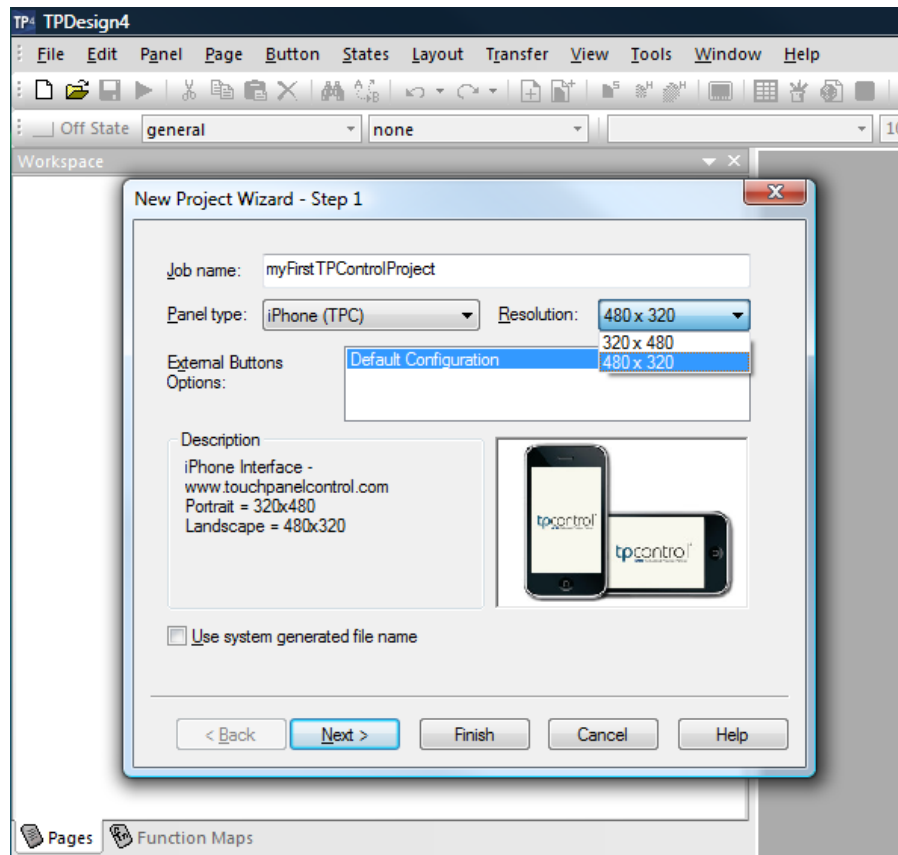 TP4 TPDesign4
File Edit Panel Page Button States Layout Transfer View Tools Window Help
Off State general none
Workspace
New Project Wizard - Step 1
Job name: myFirstTPControlProject
Panel type: iPhone (TPC) Resolution: 480 x 320
320 x 480
480 x 320
External Buttons Options:
Default Configuration
Description
iPhone Interface -
www.touchpanelcontrol.com
Portrait = 320x480
Landscape = 480x320
tpcontrol
tpcontrol
Use system generated file name
< Back Next > Finish Cancel Help
Pages Function Maps